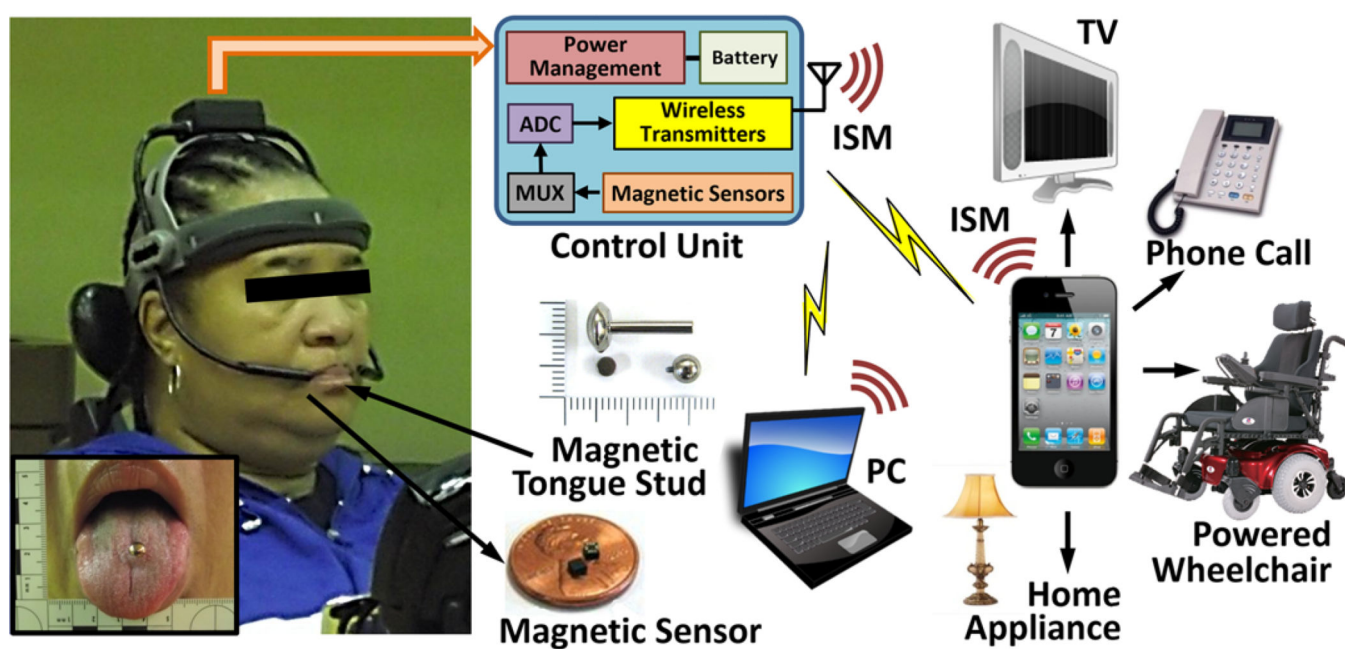 Power
Management
Battery
ADC
Wireless
Transmitters
MUX
Magnetic Sensors
Control Unit
ISM
TV
ISM
Phone Call
Magnetic
Tongue Stud
PC
Powered
Wheelchair
Magnetic Sensor
Home
Appliance